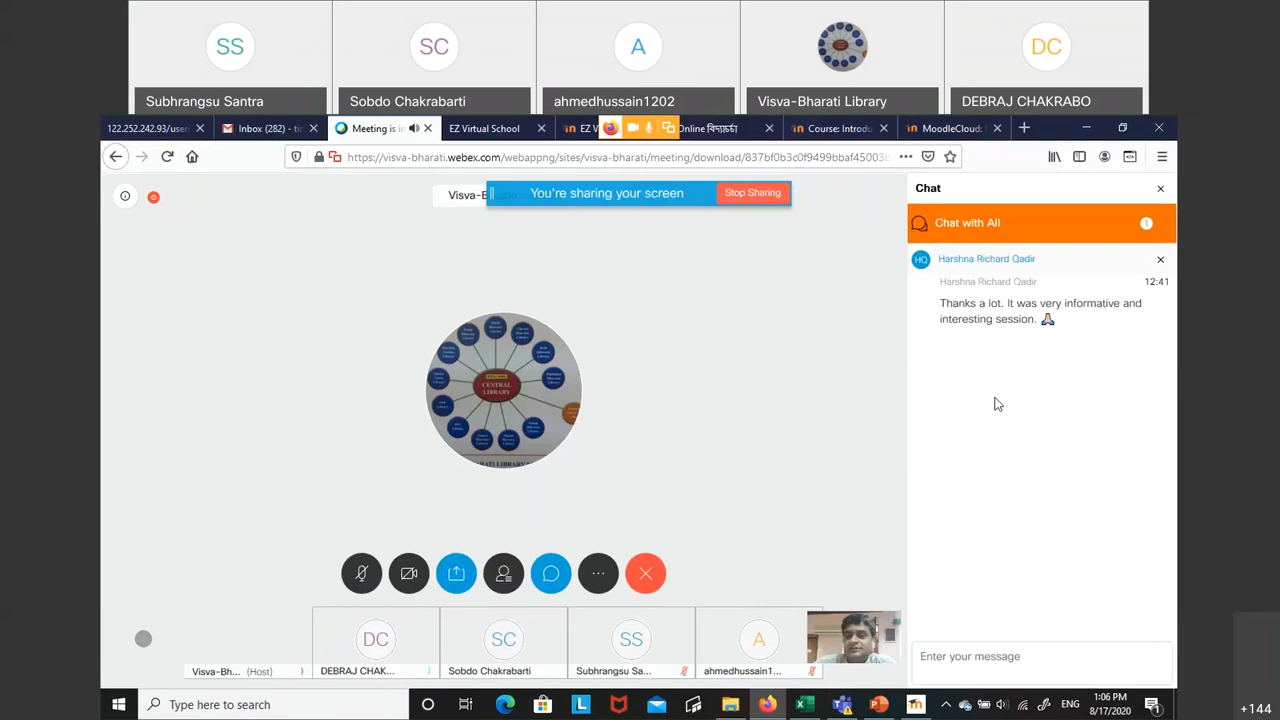 SS
SC
A
DC
Subhrangsu Santra
Sobdo Chakrabarti
ahmedhussain1202
Visva-Bharati Library
DEBRAJ CHAKRABO
122.252.242.93/user
Inbox (282) - tir
Meeting is in
EZ Virtual School
EZ V
Online বিদ্যাচর্চা
Course: Introdu
MoodleCloud:
https://visva-bharati.webex.com/webappng/sites/visva-bharati/meeting/download/837bf0b3c0f9499bbaf45003b
Visva-B
You're sharing your screen
Stop Sharing
Chat
Chat with All
1
HQ
Harshna Richard Qadir
Harshna Richard Qadir
12:41
Thanks a lot. It was very informative and
interesting session. 🙏🏻
CENTRAL
LIBRARY
DC
SC
SS
A
Visva-Bh... (Host)
DEBRAJ CHAK...
Sobdo Chakrabarti
Subhrangsu Sa...
ahmedhussain1...
Enter your message
Type here to search
ENG
1:06 PM
8/17/2020
+144